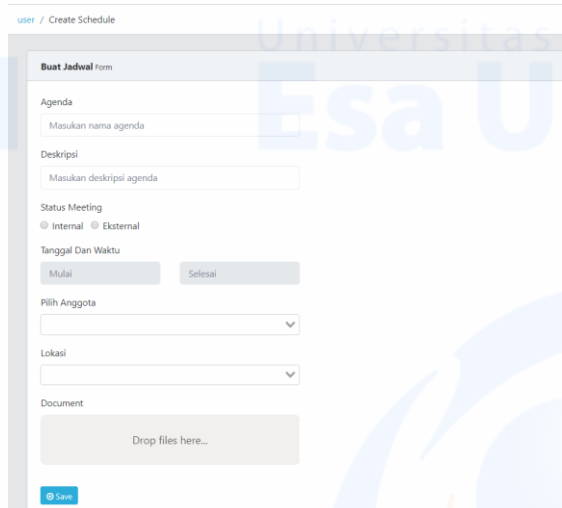 user / Create Schedule
Universitas
Esa U
Buat Jadwal Form
Agenda
Masukan nama agenda
Deskripsi
Masukan deskripsi agenda
Status Meeting
Internal Eksternal
Tanggal Dan Waktu
Mulai Selesai
Pilih Anggota
Lokasi
Document
Drop files here...
Save